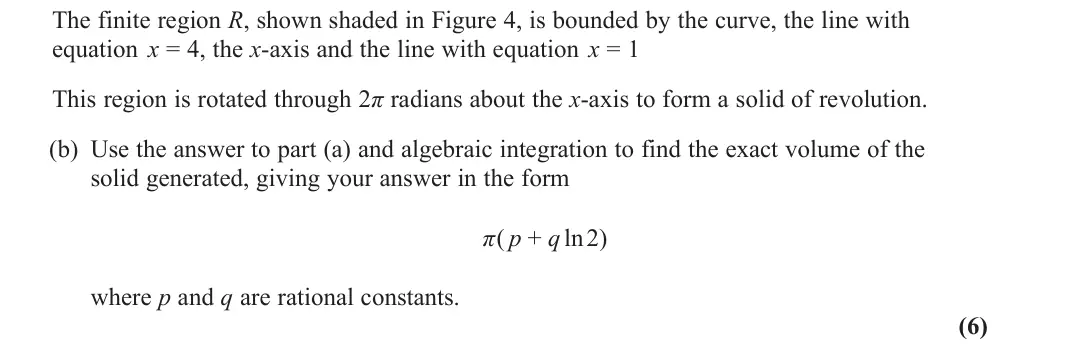 The finite region R, shown shaded in Figure 4, is bounded by the curve, the line with
equation x = 4, the x-axis and the line with equation x = 1
This region is rotated through 2π radians about the x-axis to form a solid of revolution.
(b) Use the answer to part (a) and algebraic integration to find the exact volume of the
solid generated, giving your answer in the form
π(p + q ln 2)
where p and q are rational constants.
(6)